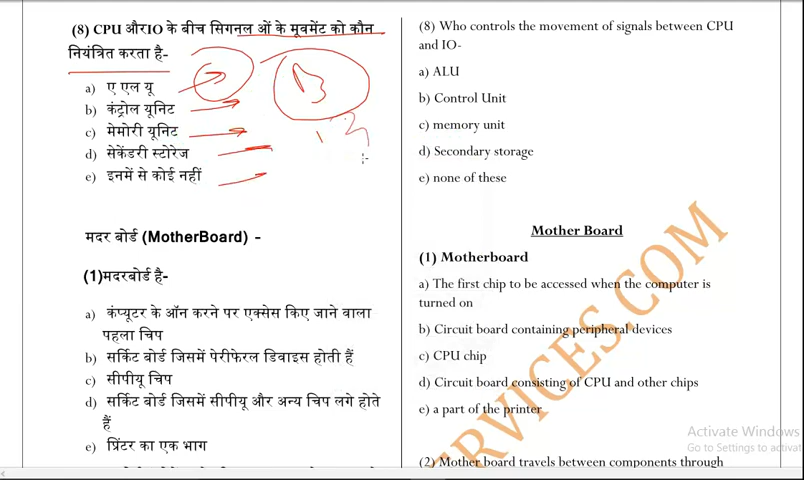 (8) CPU औरIO के बीच सिगनल ओं के मूवमेंट को कौन
नियंत्रित करता है-
a) ए एल यू
b) कंट्रोल यूनिट
c) मेमोरी यूनिट
d) सेकेंडरी स्टोरेज
e) इनमें से कोई नहीं
B
मदर बोर्ड (MotherBoard) -
(1)मदरबोर्ड है-
a) कंप्यूटर के ऑन करने पर एक्सेस किए जाने वाला
पहला चिप
b) सर्किट बोर्ड जिसमें पेरीफेरल डिवाइस होती हैं
c) सीपीयू चिप
d) सर्किट बोर्ड जिसमें सीपीयू और अन्य चिप लगे होते
हैं
e) प्रिंटर का एक भाग
(8) Who controls the movement of signals between CPU
and IO-
a) ALU
b) Control Unit
c) memory unit
d) Secondary storage
e) none of these
Mother Board
(1) Motherboard
a) The first chip to be accessed when the computer is
turned on
b) Circuit board containing peripheral devices
c) CPU chip
d) Circuit board consisting of CPU and other chips
e) a part of the printer
(2) Mother board travels between components through
SERVICES.COM
Activate Windows
Go to Settings to activat